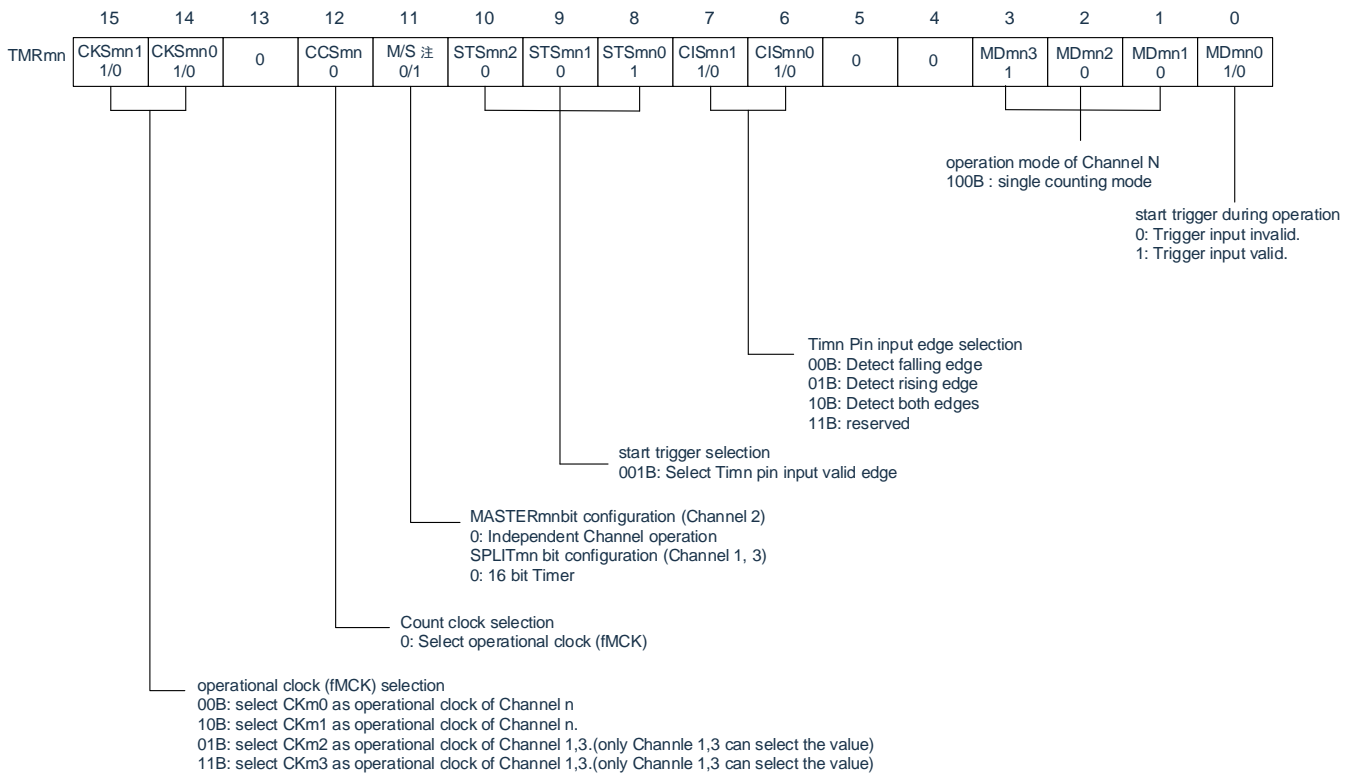 15 14 13 12 11 10 9 8 7 6 5 4 3 2 1 0
TMRmn CKSmn1 CKSmn0 0 CCSmn M/S 注 STSmn2 STSmn1 STSmn0 CISmn1 CISmn0 0 0 MDmn3 MDmn2 MDmn1 MDmn0
1/0 1/0 0 0/1 0 0 1 1/0 1/0 1 0 0 1/0
operation mode of Channel N
100B : single counting mode
start trigger during operation
0: Trigger input invalid.
1: Trigger input valid.
Timn Pin input edge selection
00B: Detect falling edge
01B: Detect rising edge
10B: Detect both edges
11B: reserved
start trigger selection
001B: Select Timn pin input valid edge
MASTERmnbit configuration (Channel 2)
0: Independent Channel operation
SPLITmn bit configuration (Channel 1, 3)
0: 16 bit Timer
Count clock selection
0: Select operational clock (fMCK)
operational clock (fMCK) selection
00B: select CKm0 as operational clock of Channel n
10B: select CKm1 as operational clock of Channel n.
01B: select CKm2 as operational clock of Channel 1,3.(only Channle 1,3 can select the value)
11B: select CKm3 as operational clock of Channel 1,3.(only Channle 1,3 can select the value)